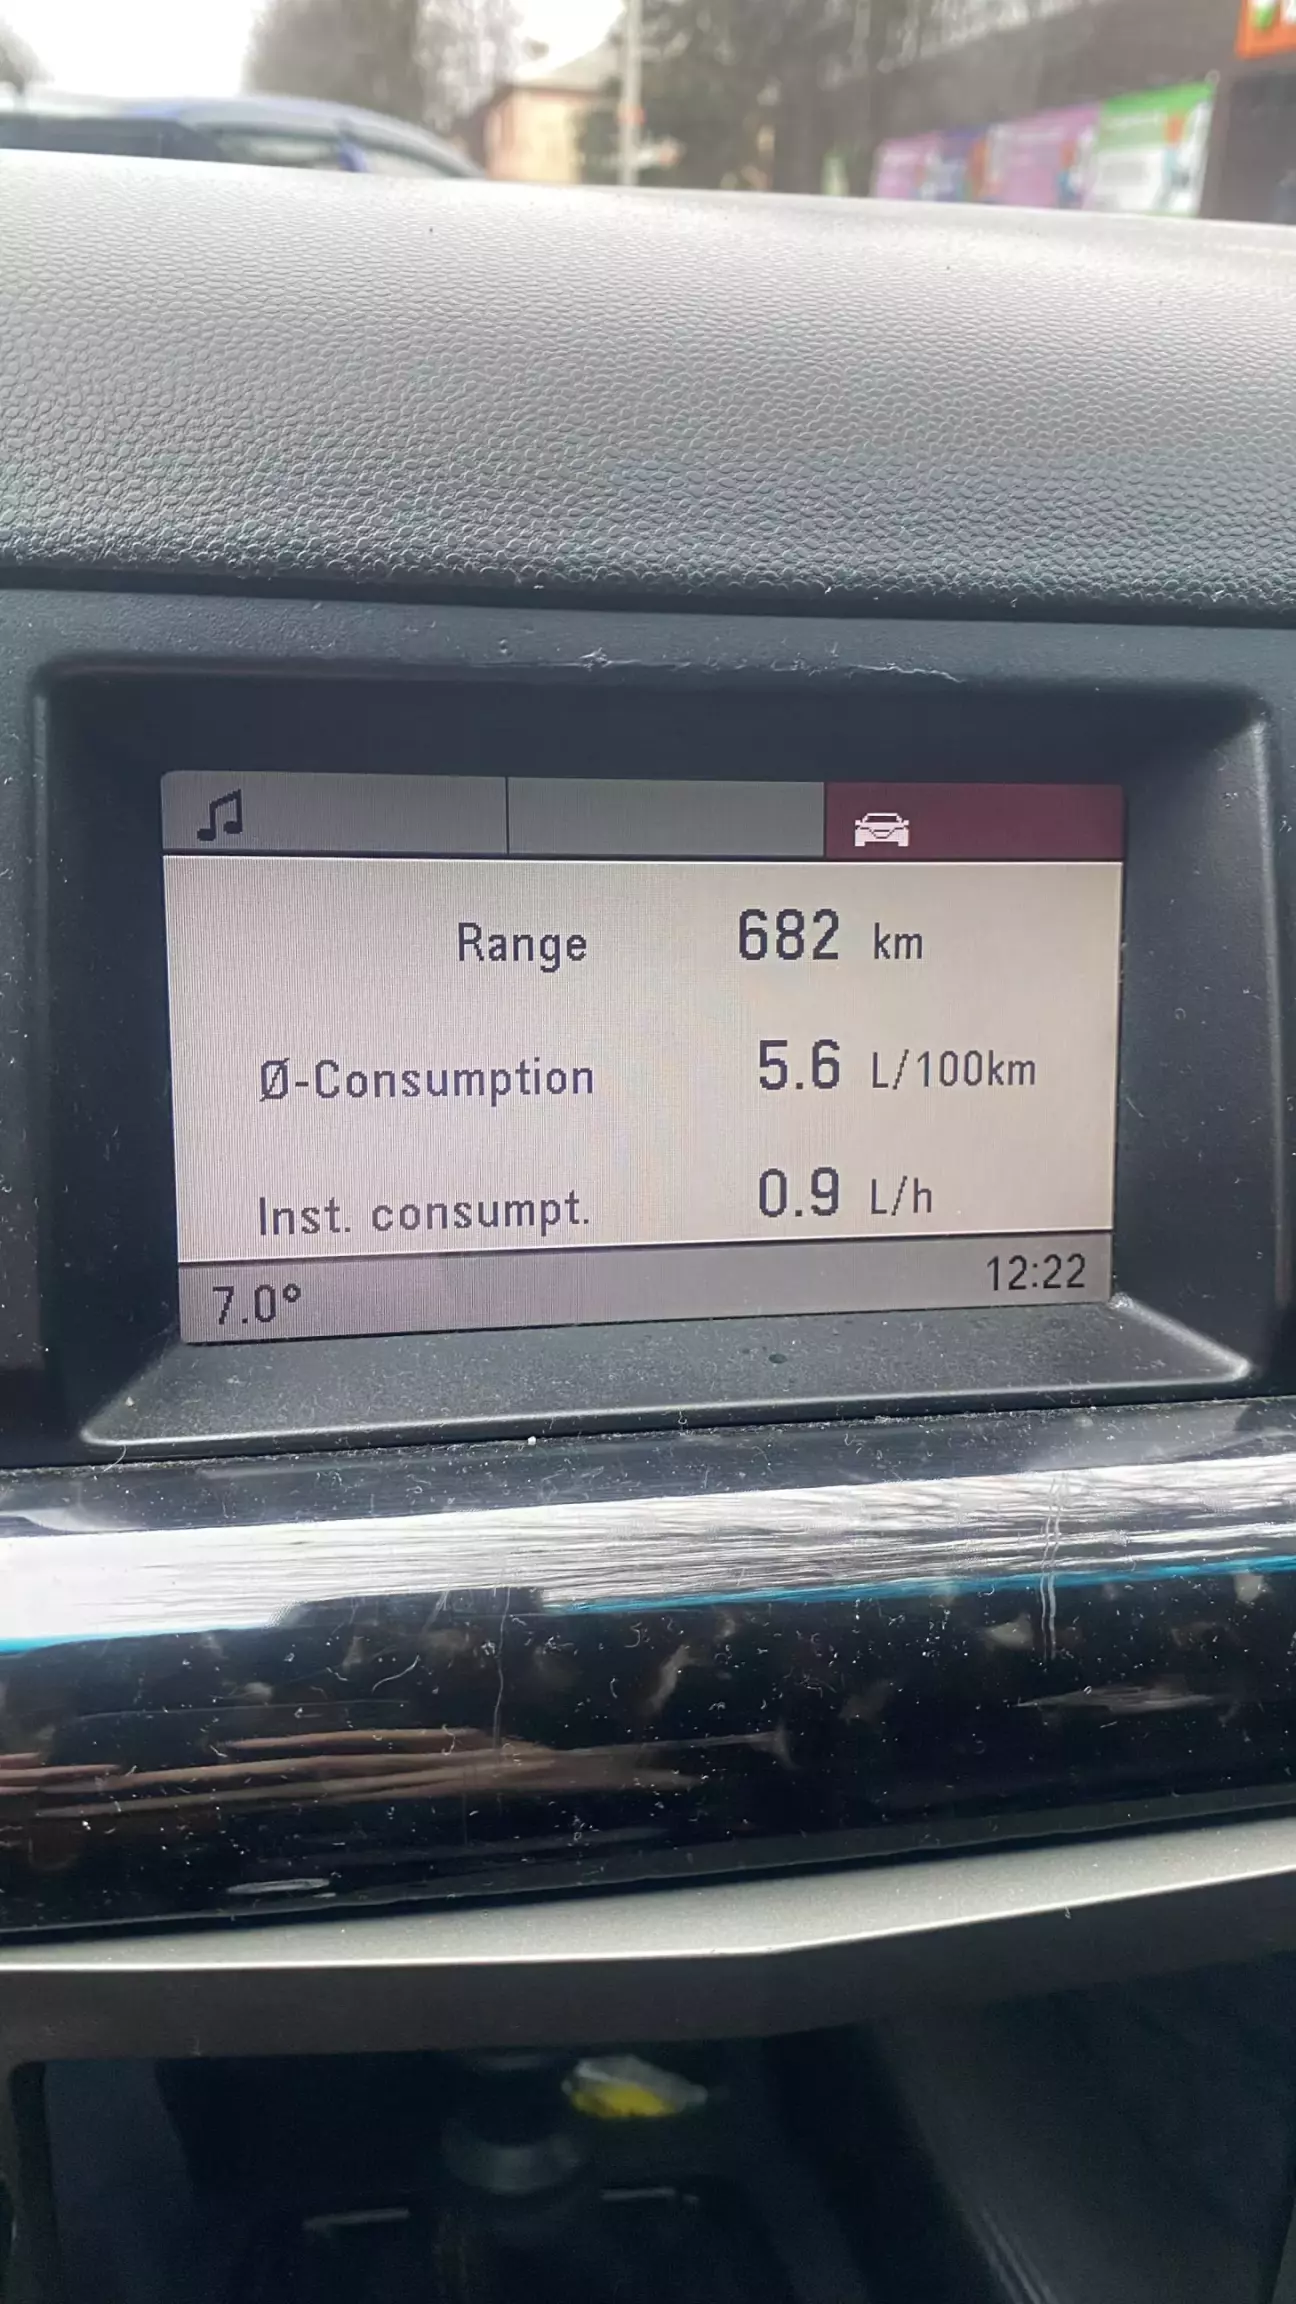 Range 682 km
Ø-Consumption 5.6 L/100km
Inst. consumpt. 0.9 L/h
7.0° 12:22